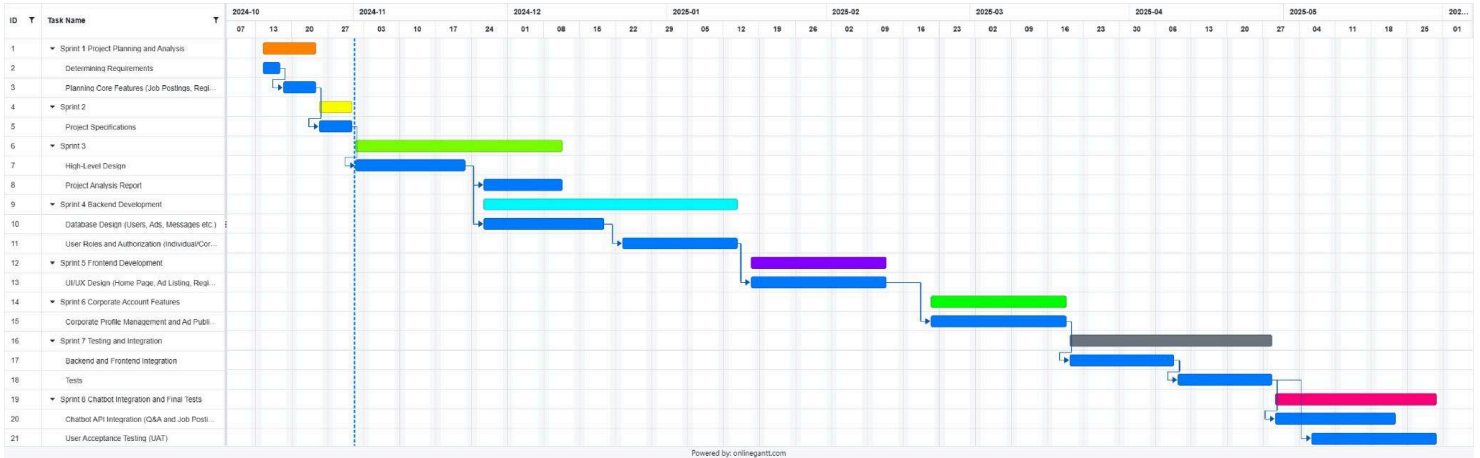 ID Task Name 2024-10 2024-11 2024-12 2025-01 2025-02 2025-03 2025-04 2025-05 202...
07 13 20 27 03 10 17 24 01 08 15 22 29 05 12 19 26 02 09 16 23 02 09 16 23 30 06 13 20 27 04 11 18 25 01
1 Sprint 1 Project Planning and Analysis
2 Determining Requirements
3 Planning Core Features (Job Postings, Regi...
4 Sprint 2
5 Project Specifications
6 Sprint 3
7 High-Level Design
8 Project Analysis Report
9 Sprint 4 Backend Development
10 Database Design (Users, Ads, Messages etc.)
11 User Roles and Authorization (Individual/Cor...
12 Sprint 5 Frontend Development
13 UI/UX Design (Home Page, Ad Listing, Regi...
14 Sprint 6 Corporate Account Features
15 Corporate Profile Management and Ad Publi...
16 Sprint 7 Testing and Integration
17 Backend and Frontend Integration
18 Tests
19 Sprint 8 Chatbot Integration and Final Tests
20 Chatbot API Integration (Q&A and Job Posti...
21 User Acceptance Testing (UAT)
Powered by: onlinegantt.com